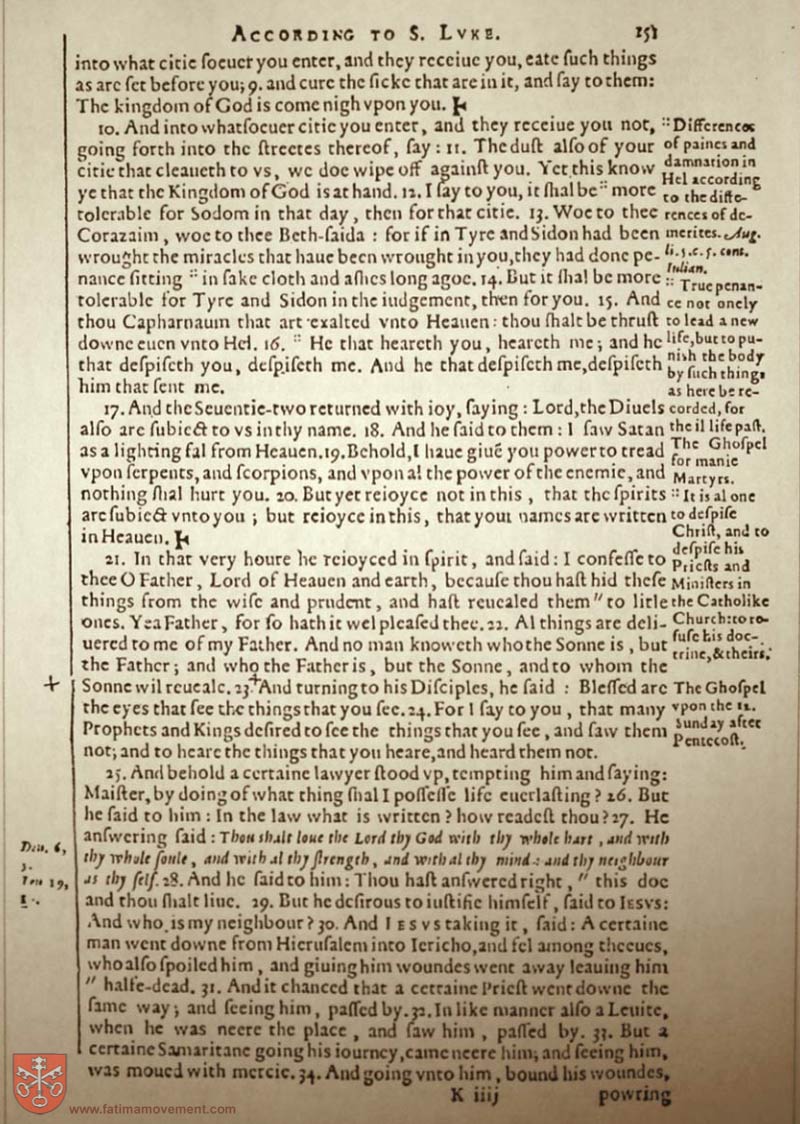 ACCORDING TO S. LVKE. 151
into what citie ſoeuer you enter, and they receiue you, eate ſuch things
as are ſet before you; 9. and cure the ſicke that are in it, and ſay to them:
The kingdom of God is come nigh vpon you.
10. And into whatſoeuer citie you enter, and they receiue you not,
going forth into the ſtreetes thereof, ſay: 11. The duſt alſo of your
citie that cleaueth to vs, we doe wipe off againſt you. Yet this know
ye that the Kingdom of God is at hand. 12. I ſay to you, it ſhal be :: more
tolerable for Sodom in that day, then for that citie. 13. Woe to thee
Corazaim, woe to thee Beth-ſaida: for if in Tyre and Sidon had been
wrought the miracles that haue been wrought in you, they had done pe-
nance ſitting :: in ſake cloth and aſhes long agoe. 14. But it ſhal be more
tolerable for Tyre and Sidon in the iudgement, then for you. 15. And
thou Capharnaum that art exalted vnto Heauen: thou ſhalt be thruſt
downe euen vnto Hel. 16. :: He that heareth you, heareth me; and he
that deſpiſeth you, deſpiſeth me. And he that deſpiſeth me, deſpiſeth
him that ſent me.
17. And the Seuentie-two returned with ioy, ſaying: Lord, the Diuels
alſo are ſubiect to vs in thy name. 18. And he ſaid to them: I ſaw Satan
as a lighting fal from Heauen. 19. Behold, I haue giuē you power to tread
vpon ſerpents, and ſcorpions, and vpon al the power of the enemie, and
nothing ſhal hurt you. 20. But yet reioyce not in this, that the ſpirits
are ſubiect vnto you; but reioyce in this, that your names are written
in Heauen.
21. In that very houre he reioyced in ſpirit, and ſaid: I confeſſe to
thee O Father, Lord of Heauen and earth, becauſe thou haſt hid theſe
things from the wiſe and prudent, and haſt reuealed them " to litle
ones. Yea Father, for ſo hath it wel pleaſed thee. 22. Al things are deli-
uered to me of my Father. And no man knoweth who the Sonne is, but
the Father; and who the Father is, but the Sonne, and to whom the
Sonne wil reueale. 23. + And turning to his Diſciples, he ſaid: Bleſſed are
the eyes that ſee the things that you ſee. 24. For I ſay to you, that many
Prophets and Kings deſired to ſee the things that you ſee, and ſaw them
not; and to heare the things that you heare, and heard them not.
25. And behold a certaine lawyer ſtood vp, tempting him and ſaying:
Maiſter, by doing of what thing ſhal I poſſeſſe life euerlaſting? 26. But
he ſaid to him: In the law what is written? how readeſt thou? 27. He
anſwering ſaid: Thou shalt loue the Lord thy God with thy whole hart, and with
thy whole ſoule, and with al thy ſtrength, and with al thy mind: and thy neighbour
as thy ſelf. 28. And he ſaid to him: Thou haſt anſwered right, " this doe
and thou ſhalt liue. 29. But he deſirous to iuſtifie himſelf, ſaid to IESVS:
And who is my neighbour? 30. And IESVS taking it, ſaid: A certaine
man went downe from Hieruſalem into Iericho, and fel among theeues,
who alſo ſpoiled him, and giuing him woundes went away leauing him
" halfe-dead. 31. And it chanced that a certaine Prieſt went downe the
ſame way; and ſeeing him, paſſed by. 32. In like manner alſo a Leuite,
when he was neere the place, and ſaw him, paſſed by. 33. But a
certaine Samaritane going his iourney, came neere him; and ſeeing him,
was moued with mercie. 34. And going vnto him, bound his woundes,
K iiij powring
:: Differences
of paines and
damnation in
Hel according
to the diffe-
rences of de-
merites. Aug.
li. 5. c. 5. cont.
Iulian.
:: True penan-
ce not onely
to lead a new
life, but to pu-
niſh the body
by ſuch things
as here be re-
corded, for
the il life paſt.
The Ghoſpel
for manie
Martyrs.
:: It is al one
to deſpiſe
Chriſt, and to
deſpiſe his
Prieſts and
Miniſters in
the Catholike
Church: to re-
fuſe his doc-
trine, & theirs.
The Ghoſpel
vpon the 12.
Sunday after
Pentecoſt.
+
Deu. 6,
5.
19,
www.fatimamovement.com